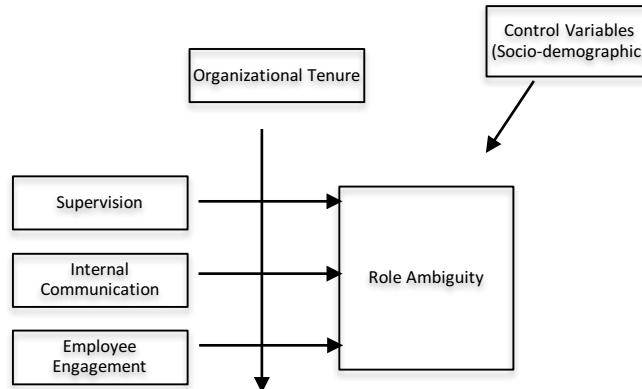 Control Variables
(Socio-demographic
Organizational Tenure
Supervision
Internal
Communication
Role Ambiguity
Employee
Engagement